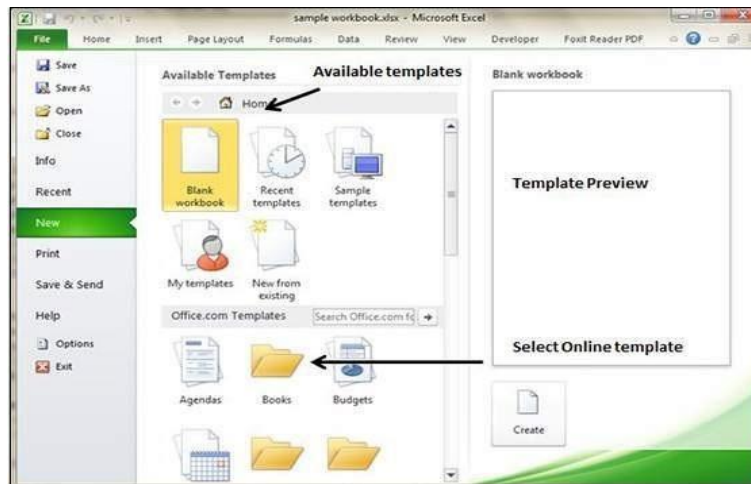 sample workbook.xlsx - Microsoft Excel
File Home Insert Page Layout Formulas Data Review View Developer Foxit Reader PDF
Save
Save As
Open
Close
Info
Recent
New
Print
Save & Send
Help
Options
Exit
Available Templates
Available templates
Home
Blank workbook
Recent templates
Sample templates
My templates
New from existing
Office.com Templates
Search Office.com
Agendas
Books
Budgets
Blank workbook
Template Preview
Select Online template
Create